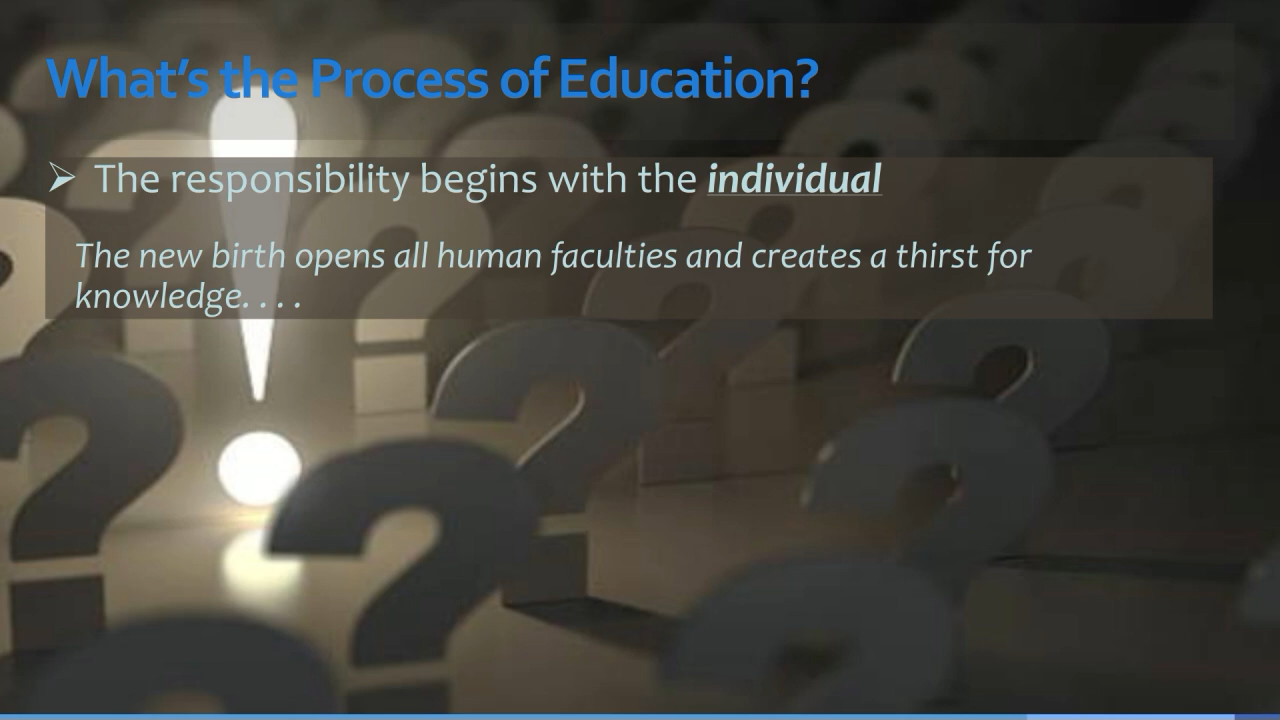 What's the Process of Education?
➢ The responsibility begins with the individual
The new birth opens all human faculties and creates a thirst for
knowledge. . . .